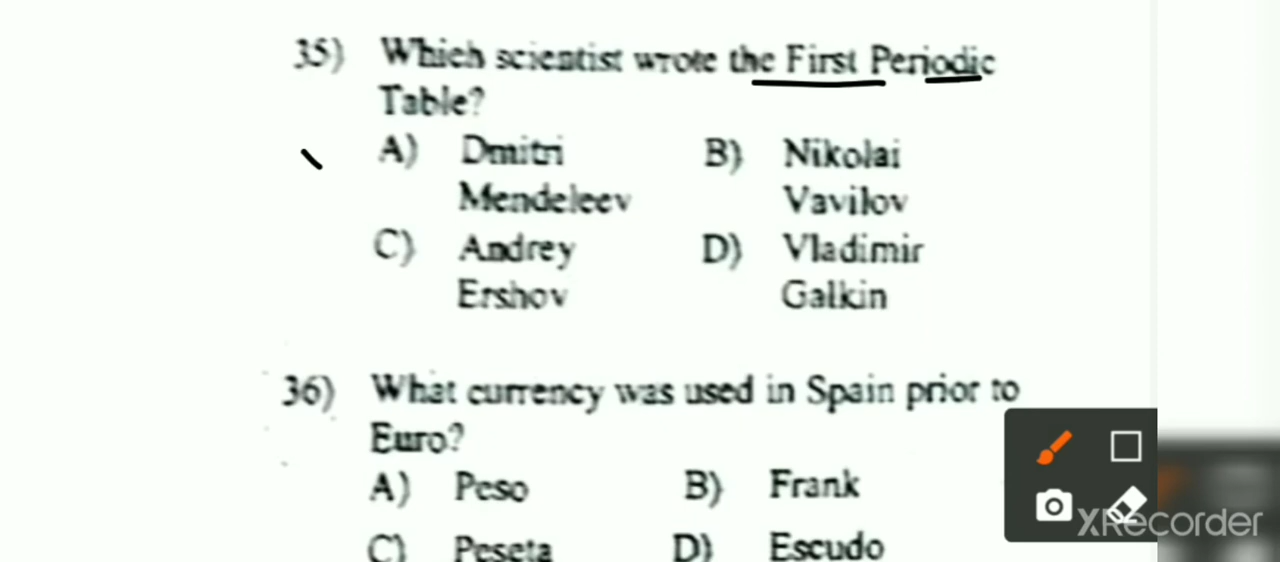 35) Which scientist wrote the First Periodic
Table?
A) Dmitri Mendeleev B) Nikolai Vavilov
C) Andrey Ershov D) Vladimir Galkin
36) What currency was used in Spain prior to
Euro?
A) Peso B) Frank
C) Peseta D) Escudo
XRecorder